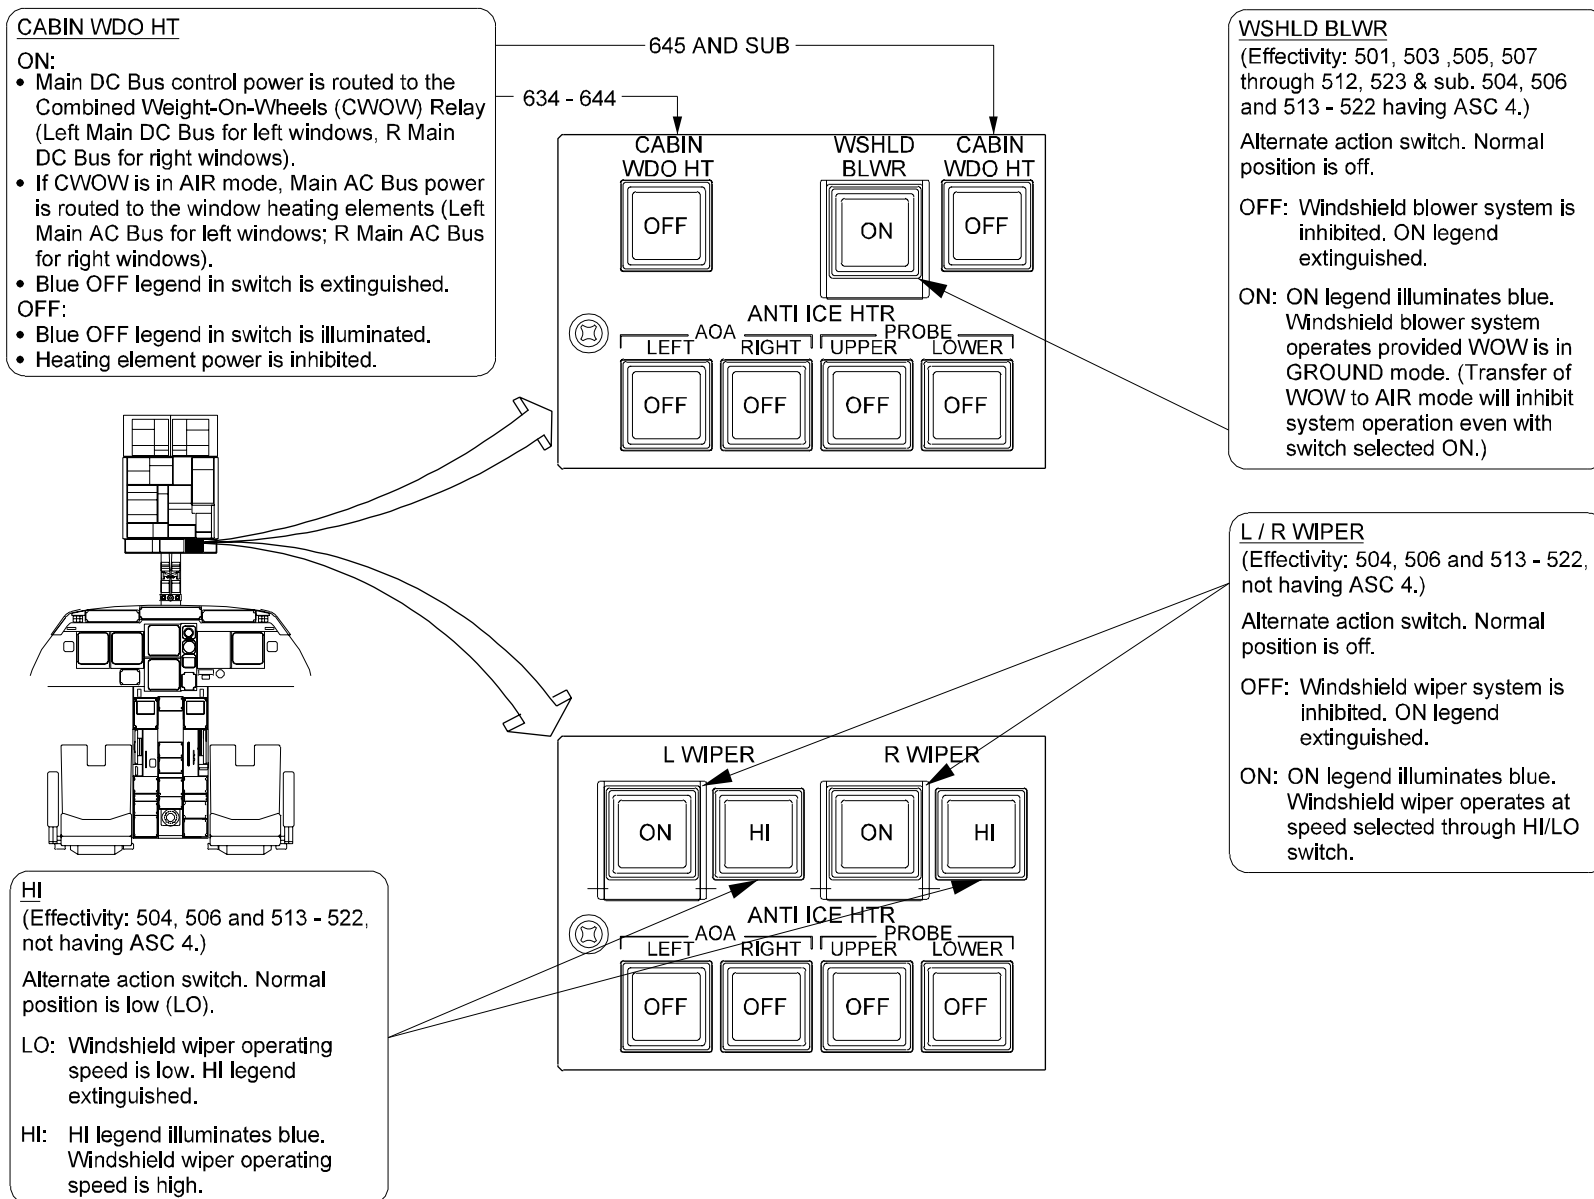 CABIN WDO HT
ON:
• Main DC Bus control power is routed to the
Combined Weight-On-Wheels (CWOW) Relay
(Left Main DC Bus for left windows, R Main
DC Bus for right windows).
• If CWOW is in AIR mode, Main AC Bus power
is routed to the window heating elements (Left
Main AC Bus for left windows; R Main AC Bus
for right windows).
• Blue OFF legend in switch is extinguished.
OFF:
• Blue OFF legend in switch is illuminated.
• Heating element power is inhibited.
645 AND SUB
634 - 644
CABIN
WDO HT
WSHLD
BLWR
CABIN
WDO HT
OFF
ON
OFF
ANTI ICE HTR
AOA
PROBE
LEFT
RIGHT
UPPER
LOWER
OFF
OFF
OFF
OFF
WSHLD BLWR
(Effectivity: 501, 503 ,505, 507
through 512, 523 & sub. 504, 506
and 513 - 522 having ASC 4.)
Alternate action switch. Normal
position is off.
OFF: Windshield blower system is
inhibited. ON legend
extinguished.
ON: ON legend illuminates blue.
Windshield blower system
operates provided WOW is in
GROUND mode. (Transfer of
WOW to AIR mode will inhibit
system operation even with
switch selected ON.)
L / R WIPER
(Effectivity: 504, 506 and 513 - 522,
not having ASC 4.)
Alternate action switch. Normal
position is off.
OFF: Windshield wiper system is
inhibited. ON legend
extinguished.
ON: ON legend illuminates blue.
Windshield wiper operates at
speed selected through HI/LO
switch.
L WIPER
R WIPER
ON
HI
ON
HI
ANTI ICE HTR
AOA
PROBE
LEFT
RIGHT
UPPER
LOWER
OFF
OFF
OFF
OFF
HI
(Effectivity: 504, 506 and 513 - 522,
not having ASC 4.)
Alternate action switch. Normal
position is low (LO).
LO: Windshield wiper operating
speed is low. HI legend
extinguished.
HI: HI legend illuminates blue.
Windshield wiper operating
speed is high.